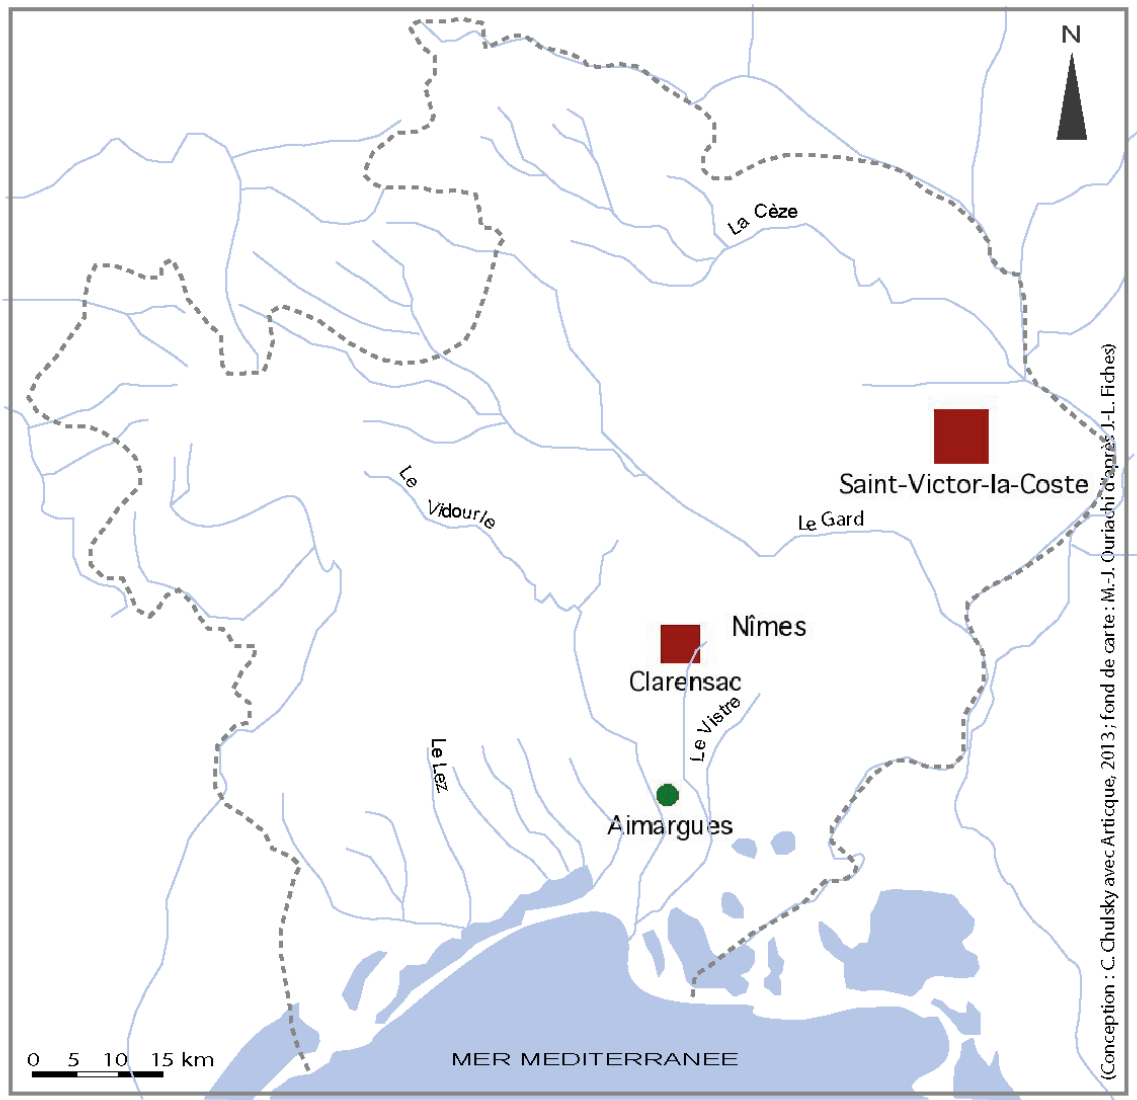 N
La Cèze
Saint-Victor-la-Coste
Le Vidourle
Le Gard
Nîmes
Clarensac
Le Vistre
Le Lez
Aimargues
0 5 10 15 km
MER MEDITERRANEE
(Conception : C. Chulsky avec Articque, 2013 ; fond de carte : M.-J. Ouriachi d'après J.-L. Fiches)